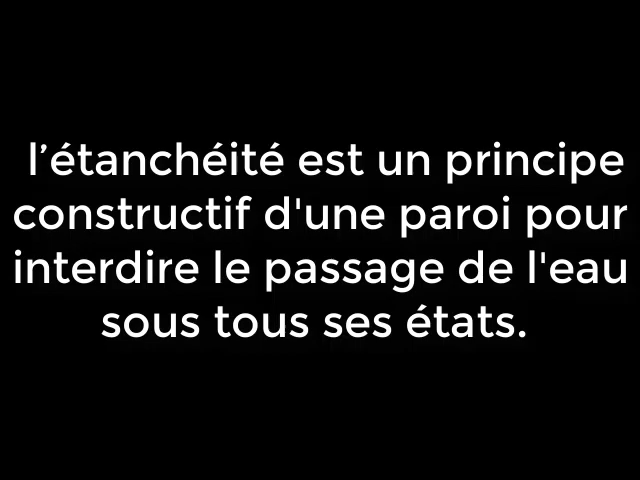 l’étanchéité est un principe
constructif d'une paroi pour
interdire le passage de l'eau
sous tous ses états.